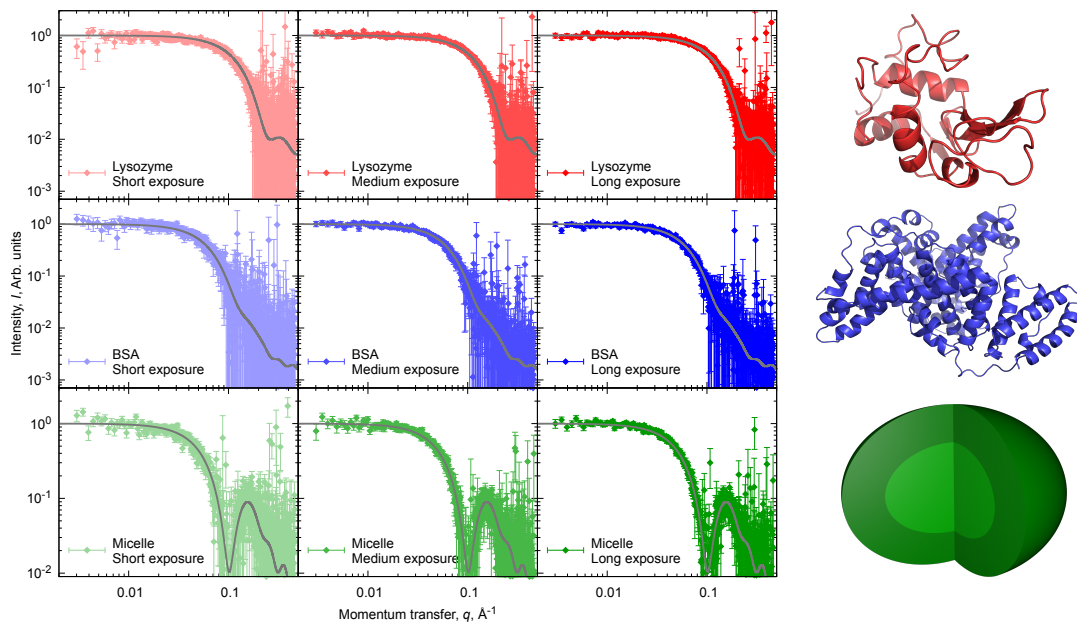 10⁰
10⁻¹
10⁻²
10⁻³
Lysozyme
Short exposure
Lysozyme
Medium exposure
Lysozyme
Long exposure
Intensity, I, Arb. units
10⁰
10⁻¹
10⁻²
10⁻³
BSA
Short exposure
BSA
Medium exposure
BSA
Long exposure
10⁰
10⁻¹
10⁻²
Micelle
Short exposure
Micelle
Medium exposure
Micelle
Long exposure
0.01 0.1 0.01 0.1 0.01 0.1
Momentum transfer, q, Å⁻¹